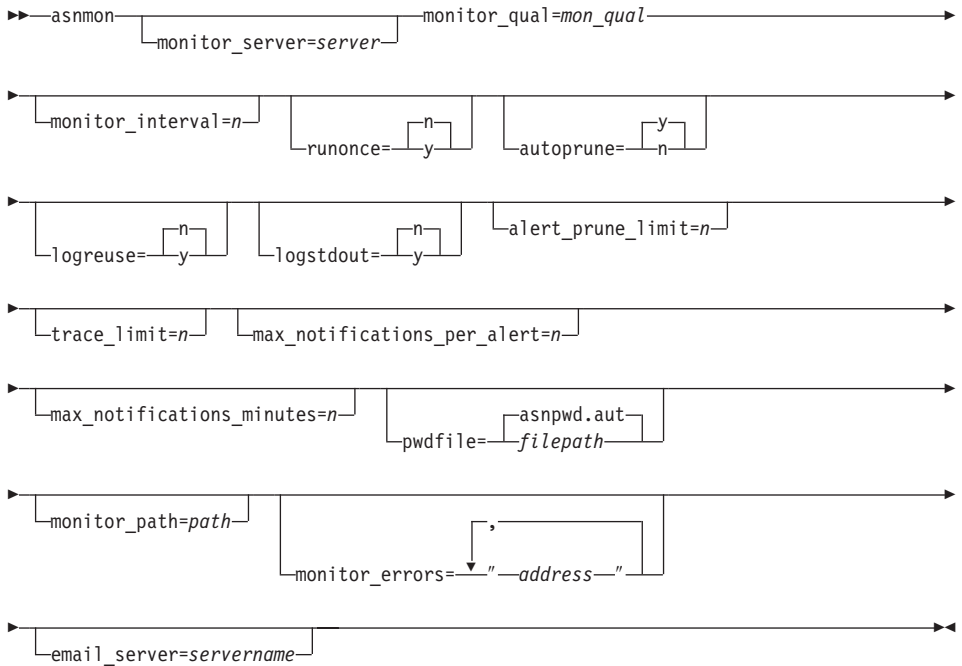 asnmon monitor_server=server monitor_qual=mon_qual
monitor_interval=n runonce= n y autoprune= y n
logreuse= n y logstdout= n y alert_prune_limit=n
trace_limit=n max_notifications_per_alert=n
max_notifications_minutes=n pwdfile= asnpwd.aut filepath
monitor_path=path monitor_errors= , " address "
email_server=servername